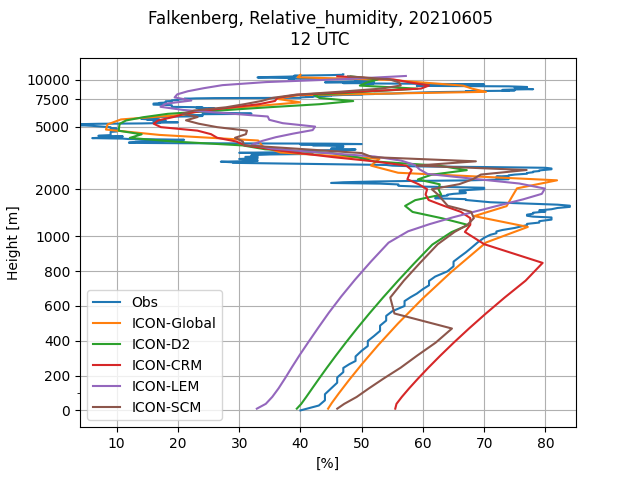 Falkenberg, Relative_humidity, 20210605
12 UTC
10000
7500
5000
2000
1000
800
600
400
200
0
Height [m]
Obs
ICON-Global
ICON-D2
ICON-CRM
ICON-LEM
ICON-SCM
10 20 30 40 50 60 70 80
[%]